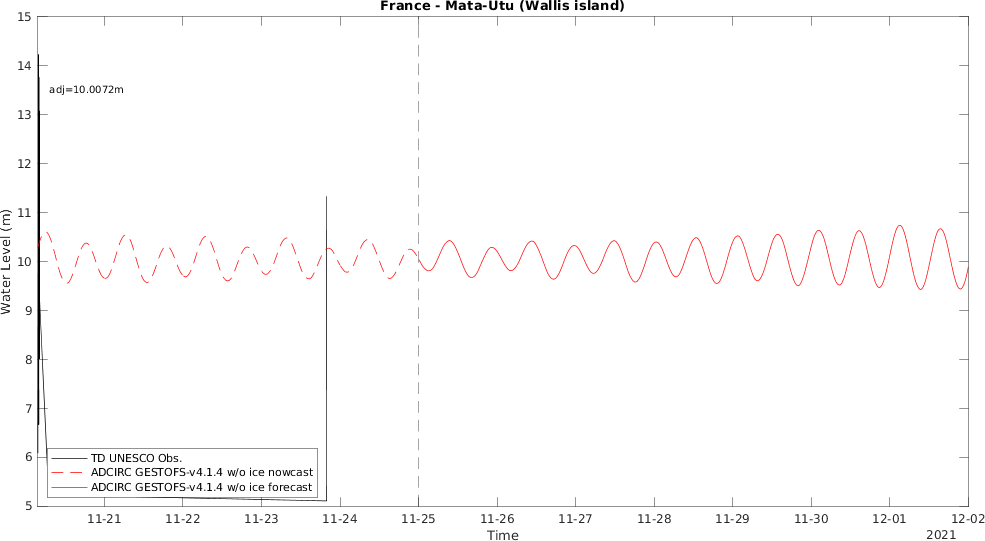 France - Mata-Utu (Wallis island)
15
14
13
12
11
10
9
8
7
6
5
Water Level (m)
adj=10.0072m
TD UNESCO Obs.
ADCIRC GESTOFS-v4.1.4 w/o ice nowcast
ADCIRC GESTOFS-v4.1.4 w/o ice forecast
11-21 11-22 11-23 11-24 11-25 11-26 11-27 11-28 11-29 11-30 12-01 12-02
Time
2021